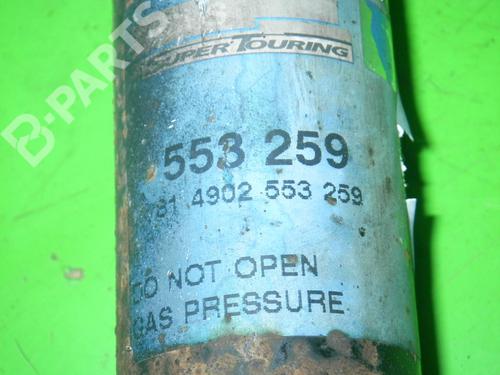 SUPER TOURING
553 259
81 4902 553 259
DO NOT OPEN
GAS PRESSURE
B-PARTS